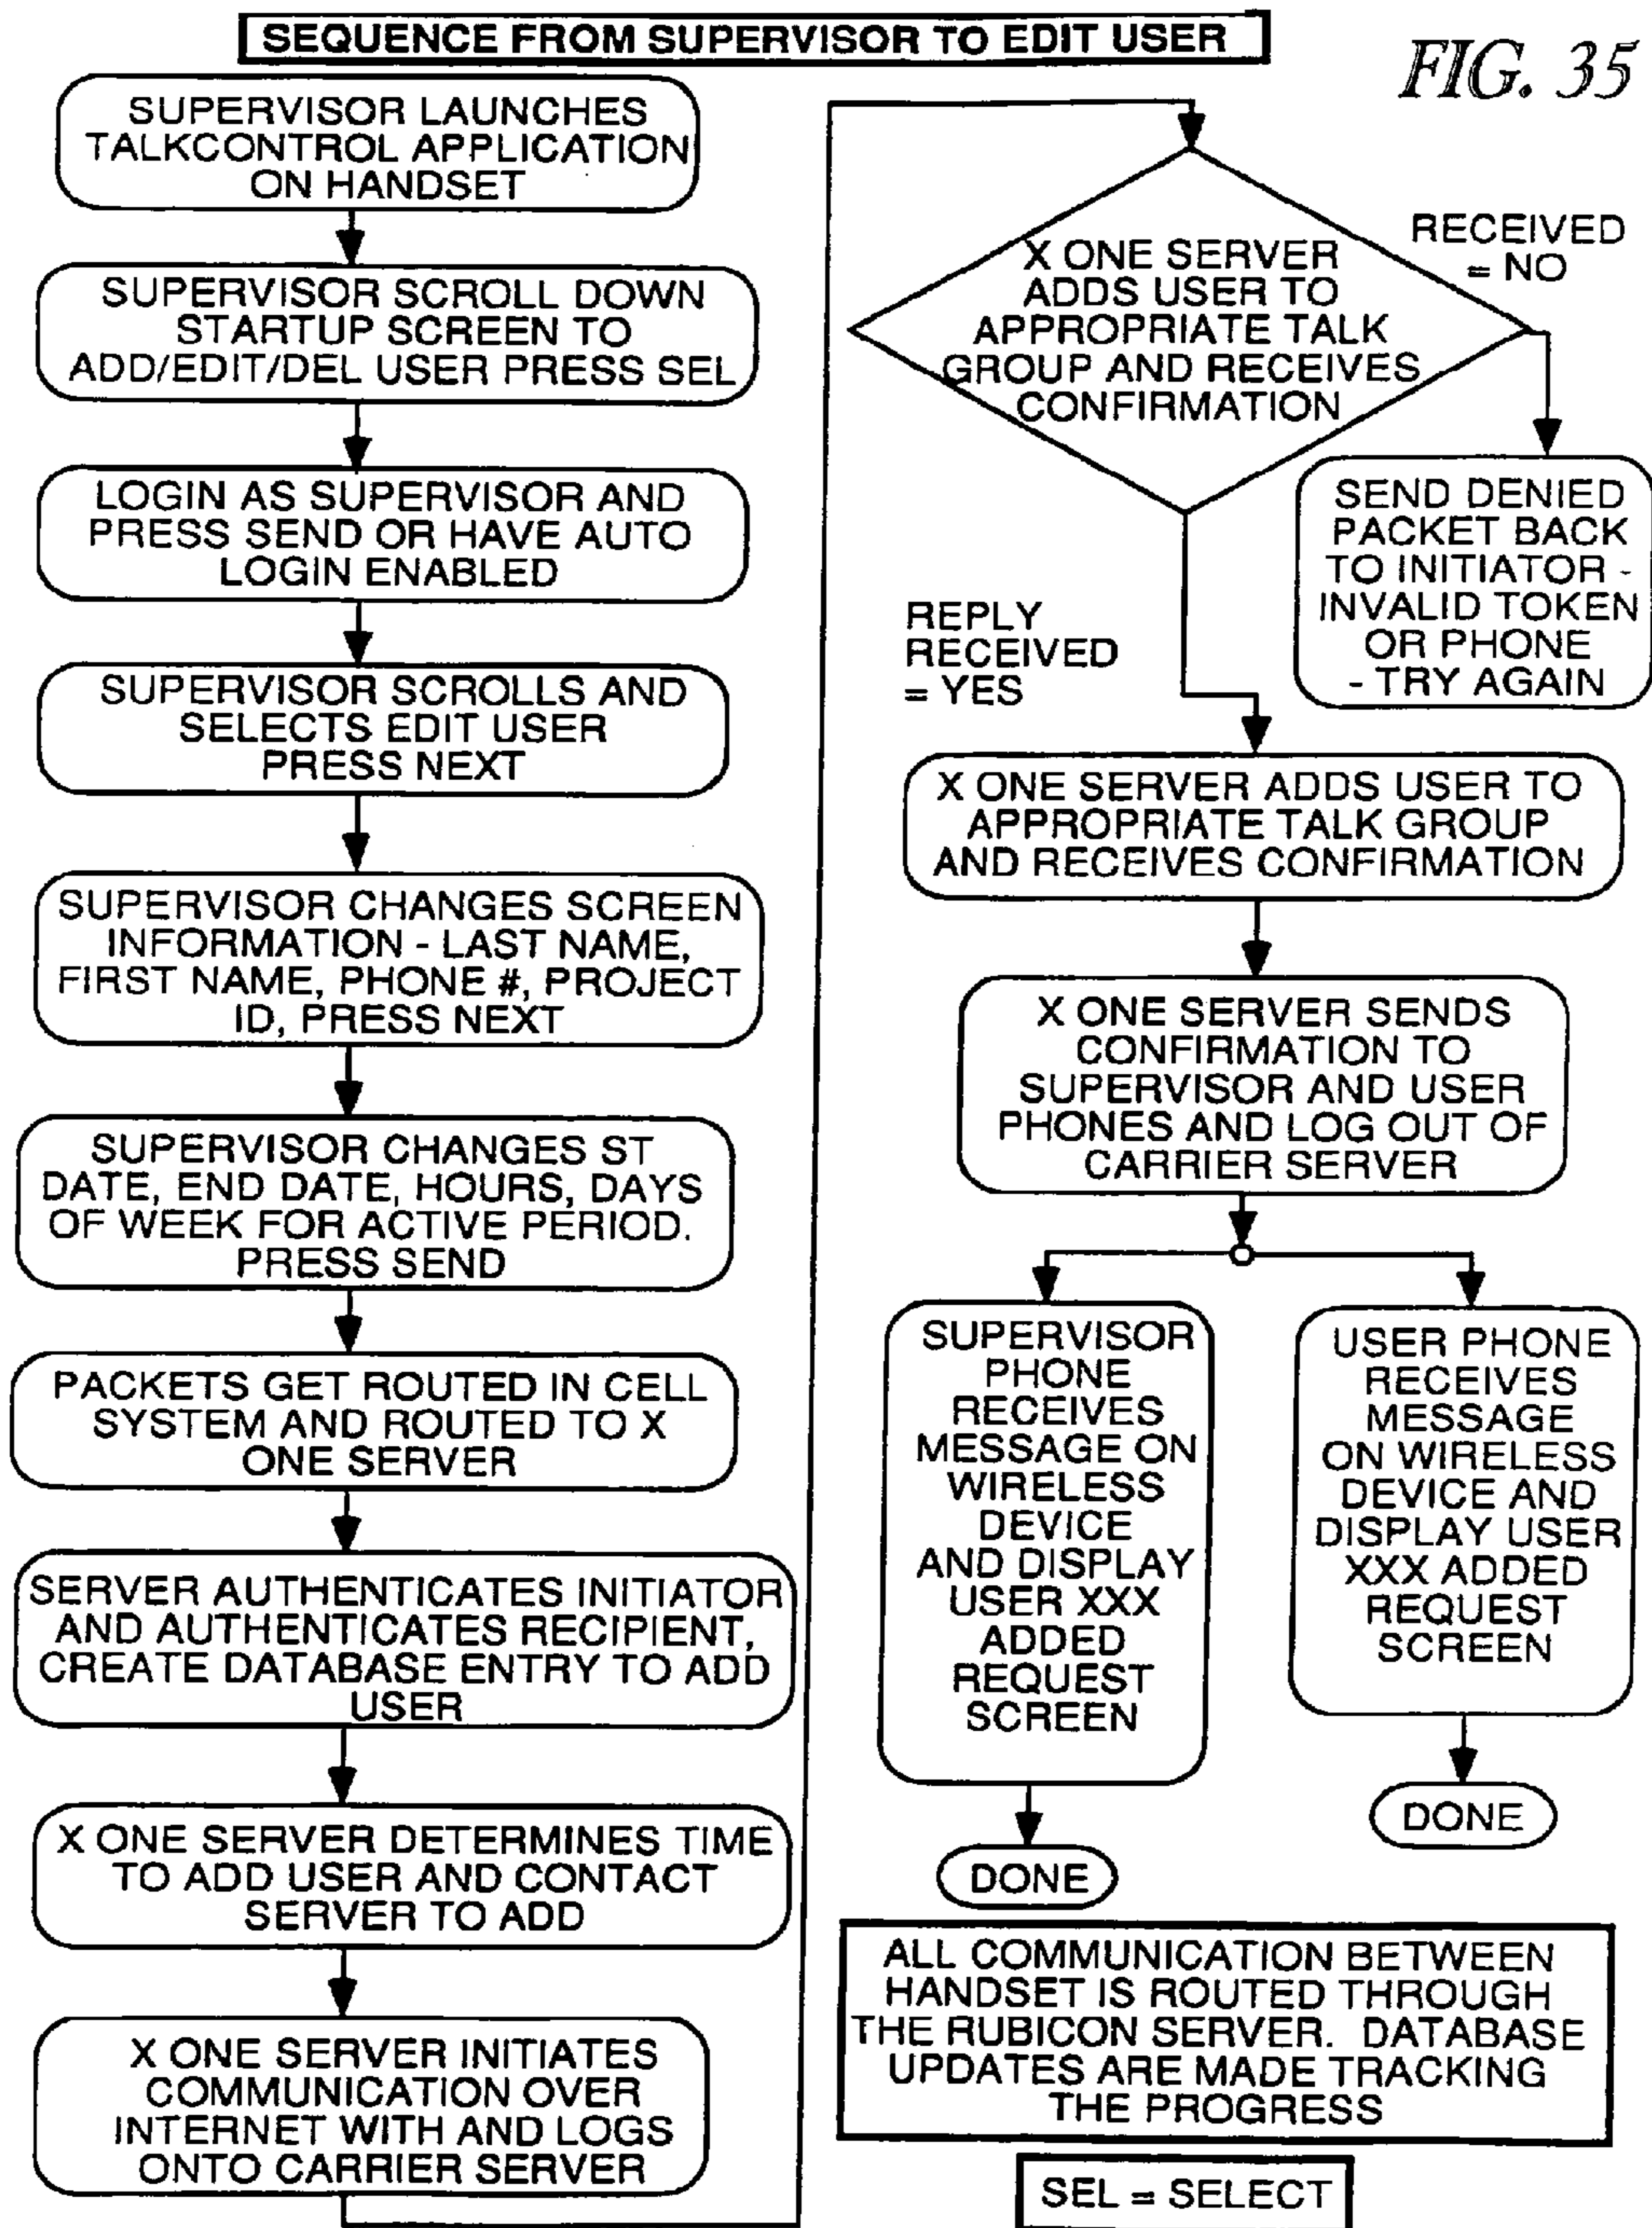 SEQUENCE FROM SUPERVISOR TO EDIT USER
FIG. 35
SUPERVISOR LAUNCHES
TALKCONTROL APPLICATION
ON HANDSET
SUPERVISOR SCROLL DOWN
STARTUP SCREEN TO
ADD/EDIT/DEL USER PRESS SEL
LOGIN AS SUPERVISOR AND
PRESS SEND OR HAVE AUTO
LOGIN ENABLED
SUPERVISOR SCROLLS AND
SELECTS EDIT USER
PRESS NEXT
SUPERVISOR CHANGES SCREEN
INFORMATION - LAST NAME,
FIRST NAME, PHONE #, PROJECT
ID, PRESS NEXT
SUPERVISOR CHANGES ST
DATE, END DATE, HOURS, DAYS
OF WEEK FOR ACTIVE PERIOD.
PRESS SEND
PACKETS GET ROUTED IN CELL
SYSTEM AND ROUTED TO X
ONE SERVER
SERVER AUTHENTICATES INITIATOR
AND AUTHENTICATES RECIPIENT,
CREATE DATABASE ENTRY TO ADD
USER
X ONE SERVER DETERMINES TIME
TO ADD USER AND CONTACT
SERVER TO ADD
X ONE SERVER INITIATES
COMMUNICATION OVER
INTERNET WITH AND LOGS
ONTO CARRIER SERVER
X ONE SERVER
ADDS USER TO
APPROPRIATE TALK
GROUP AND RECEIVES
CONFIRMATION
RECEIVED
= NO
SEND DENIED
PACKET BACK
TO INITIATOR -
INVALID TOKEN
OR PHONE
- TRY AGAIN
REPLY
RECEIVED
= YES
X ONE SERVER ADDS USER TO
APPROPRIATE TALK GROUP
AND RECEIVES CONFIRMATION
X ONE SERVER SENDS
CONFIRMATION TO
SUPERVISOR AND USER
PHONES AND LOG OUT OF
CARRIER SERVER
SUPERVISOR
PHONE
RECEIVES
MESSAGE ON
WIRELESS
DEVICE
AND DISPLAY
USER XXX
ADDED
REQUEST
SCREEN
DONE
USER PHONE
RECEIVES
MESSAGE
ON WIRELESS
DEVICE AND
DISPLAY USER
XXX ADDED
REQUEST
SCREEN
DONE
ALL COMMUNICATION BETWEEN
HANDSET IS ROUTED THROUGH
THE RUBICON SERVER. DATABASE
UPDATES ARE MADE TRACKING
THE PROGRESS
SEL = SELECT